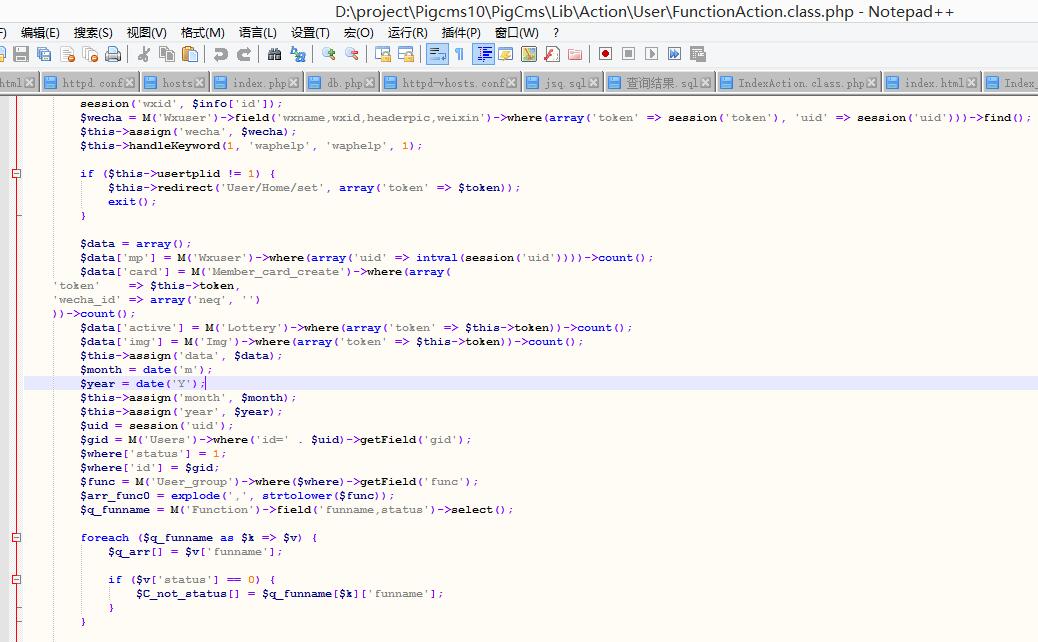 D:\project\Pigcms10\PigCms\Lib\Action\User\FunctionAction.class.php - Notepad++
F) 编辑(E) 搜索(S) 视图(V) 格式(M) 语言(L) 设置(T) 宏(O) 运行(R) 插件(P) 窗口(W) ?
html httpd.conf hosts index.php db.php httpd-vhosts.conf jsq.sql 查询结果.sql IndexAction.class.php index.html Index_
session('wxid', $info['id']);
$wecha = M('Wxuser')->field('wxname,wxid,headerpic,weixin')->where(array('token' => session('token'), 'uid' => session('uid')))->find();
$this->assign('wecha', $wecha);
$this->handleKeyword(1, 'waphelp', 'waphelp', 1);
if ($this->usertplid != 1) {
$this->redirect('User/Home/set', array('token' => $token));
exit();
}
$data = array();
$data['mp'] = M('Wxuser')->where(array('uid' => intval(session('uid'))))->count();
$data['card'] = M('Member_card_create')->where(array(
'token' => $this->token,
'wecha_id' => array('neq', '')
))->count();
$data['active'] = M('Lottery')->where(array('token' => $this->token))->count();
$data['img'] = M('Img')->where(array('token' => $this->token))->count();
$this->assign('data', $data);
$month = date('m');
$year = date('Y');
$this->assign('month', $month);
$this->assign('year', $year);
$uid = session('uid');
$gid = M('Users')->where('id=' . $uid)->getField('gid');
$where['status'] = 1;
$where['id'] = $gid;
$func = M('User_group')->where($where)->getField('func');
$arr_func0 = explode(',', strtolower($func));
$q_funname = M('Function')->field('funname,status')->select();
foreach ($q_funname as $k => $v) {
$q_arr[] = $v['funname'];
if ($v['status'] == 0) {
$C_not_status[] = $q_funname[$k]['funname'];
}
}